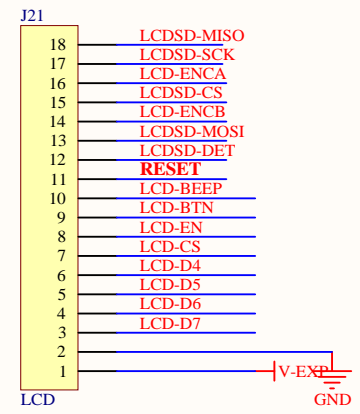 J21
18 LCDSD-MISO
17 LCDSD-SCK
16 LCD-ENCA
15 LCDSD-CS
14 LCD-ENCB
13 LCDSD-MOSI
12 LCDSD-DET
11 RESET
10 LCD-BEEP
9 LCD-BTN
8 LCD-EN
7 LCD-CS
6 LCD-D4
5 LCD-D5
4 LCD-D6
3 LCD-D7
2
1 V-EXP
LCD GND